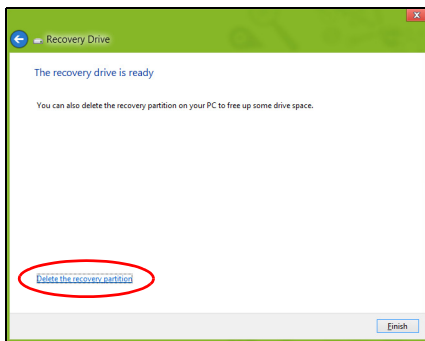 Recovery Drive
The recovery drive is ready
You can also delete the recovery partition on your PC to free up some drive space.
Delete the recovery partition
Finish